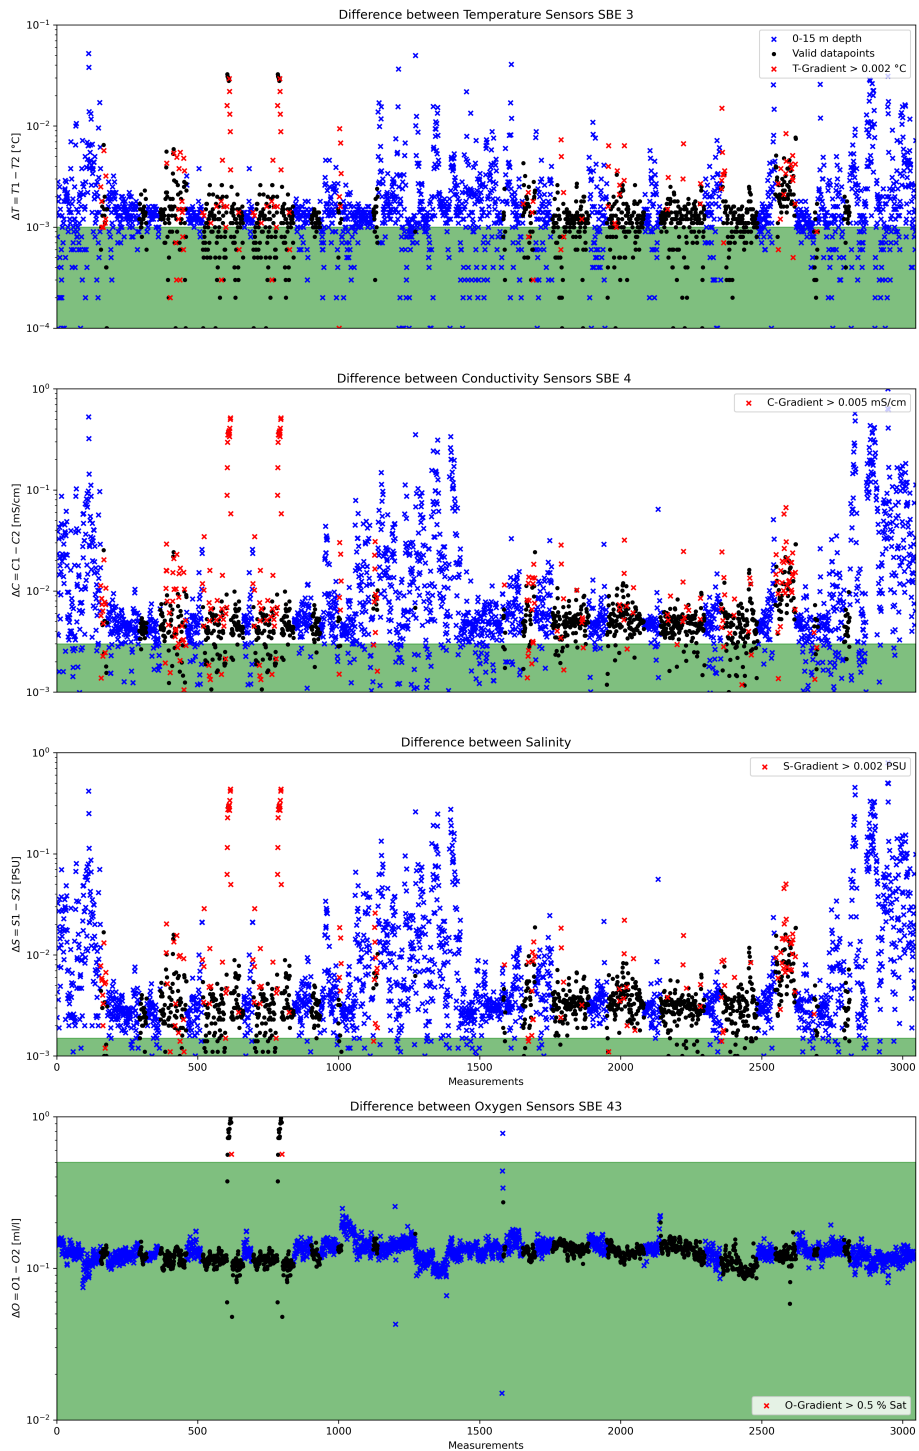 Difference between Temperature Sensors SBE 3
10⁻¹
0-15 m depth
Valid datapoints
T-Gradient > 0.002 °C
10⁻²
ΔT = T1 − T2 [°C]
10⁻³
10⁻⁴
Difference between Conductivity Sensors SBE 4
10⁰
C-Gradient > 0.005 mS/cm
10⁻¹
ΔC = C1 − C2 [mS/cm]
10⁻²
10⁻³
Difference between Salinity
10⁰
S-Gradient > 0.002 PSU
10⁻¹
ΔS = S1 − S2 [PSU]
10⁻²
10⁻³
0 500 1000 1500 2000 2500 3000
Measurements
Difference between Oxygen Sensors SBE 43
10⁰
ΔO = O1 − O2 [ml/l]
10⁻¹
O-Gradient > 0.5 % Sat
10⁻²
0 500 1000 1500 2000 2500 3000
Measurements